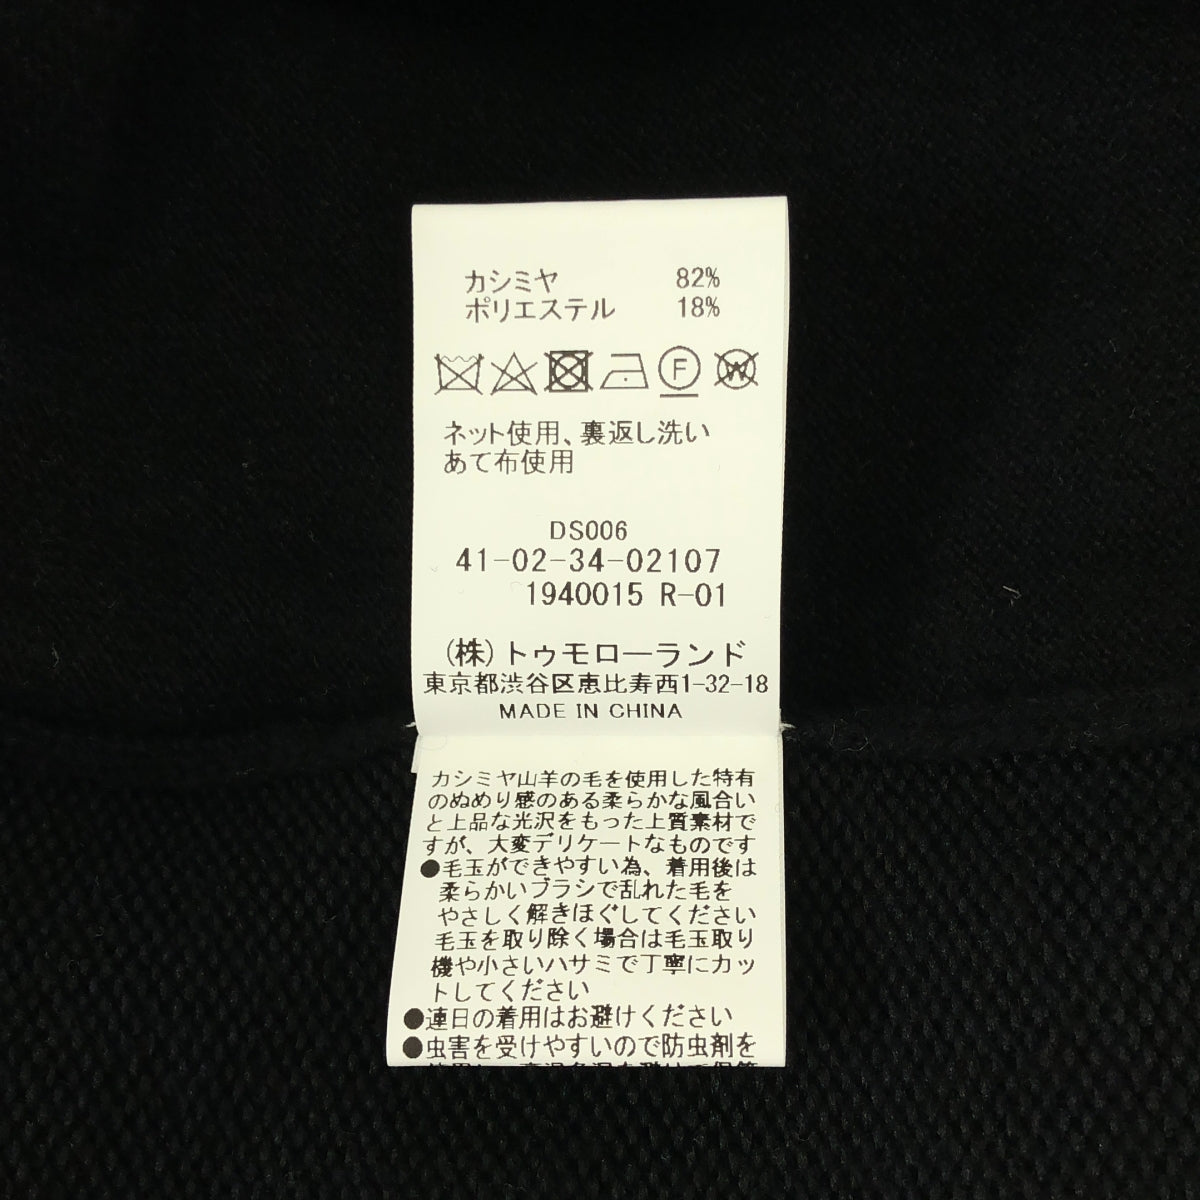 カシミヤ 82%
ポリエステル 18%
F W
ネット使用、裏返し洗い
あて布使用
DS006
41-02-34-02107
1940015 R-01
(株)トゥモローランド
東京都渋谷区恵比寿西1-32-18
MADE IN CHINA
カシミヤ山羊の毛を使用した特有
のぬめり感のある柔らかな風合い
と上品な光沢をもった上質素材で
すが、大変デリケートなものです
●毛玉ができやすい為、着用後は
柔らかいブラシで乱れた毛を
やさしく解きほぐしてください
毛玉を取り除く場合は毛玉取り
機や小さいハサミで丁寧にカッ
トしてください
●連日の着用はお避けください
●虫害を受けやすいので防虫剤を